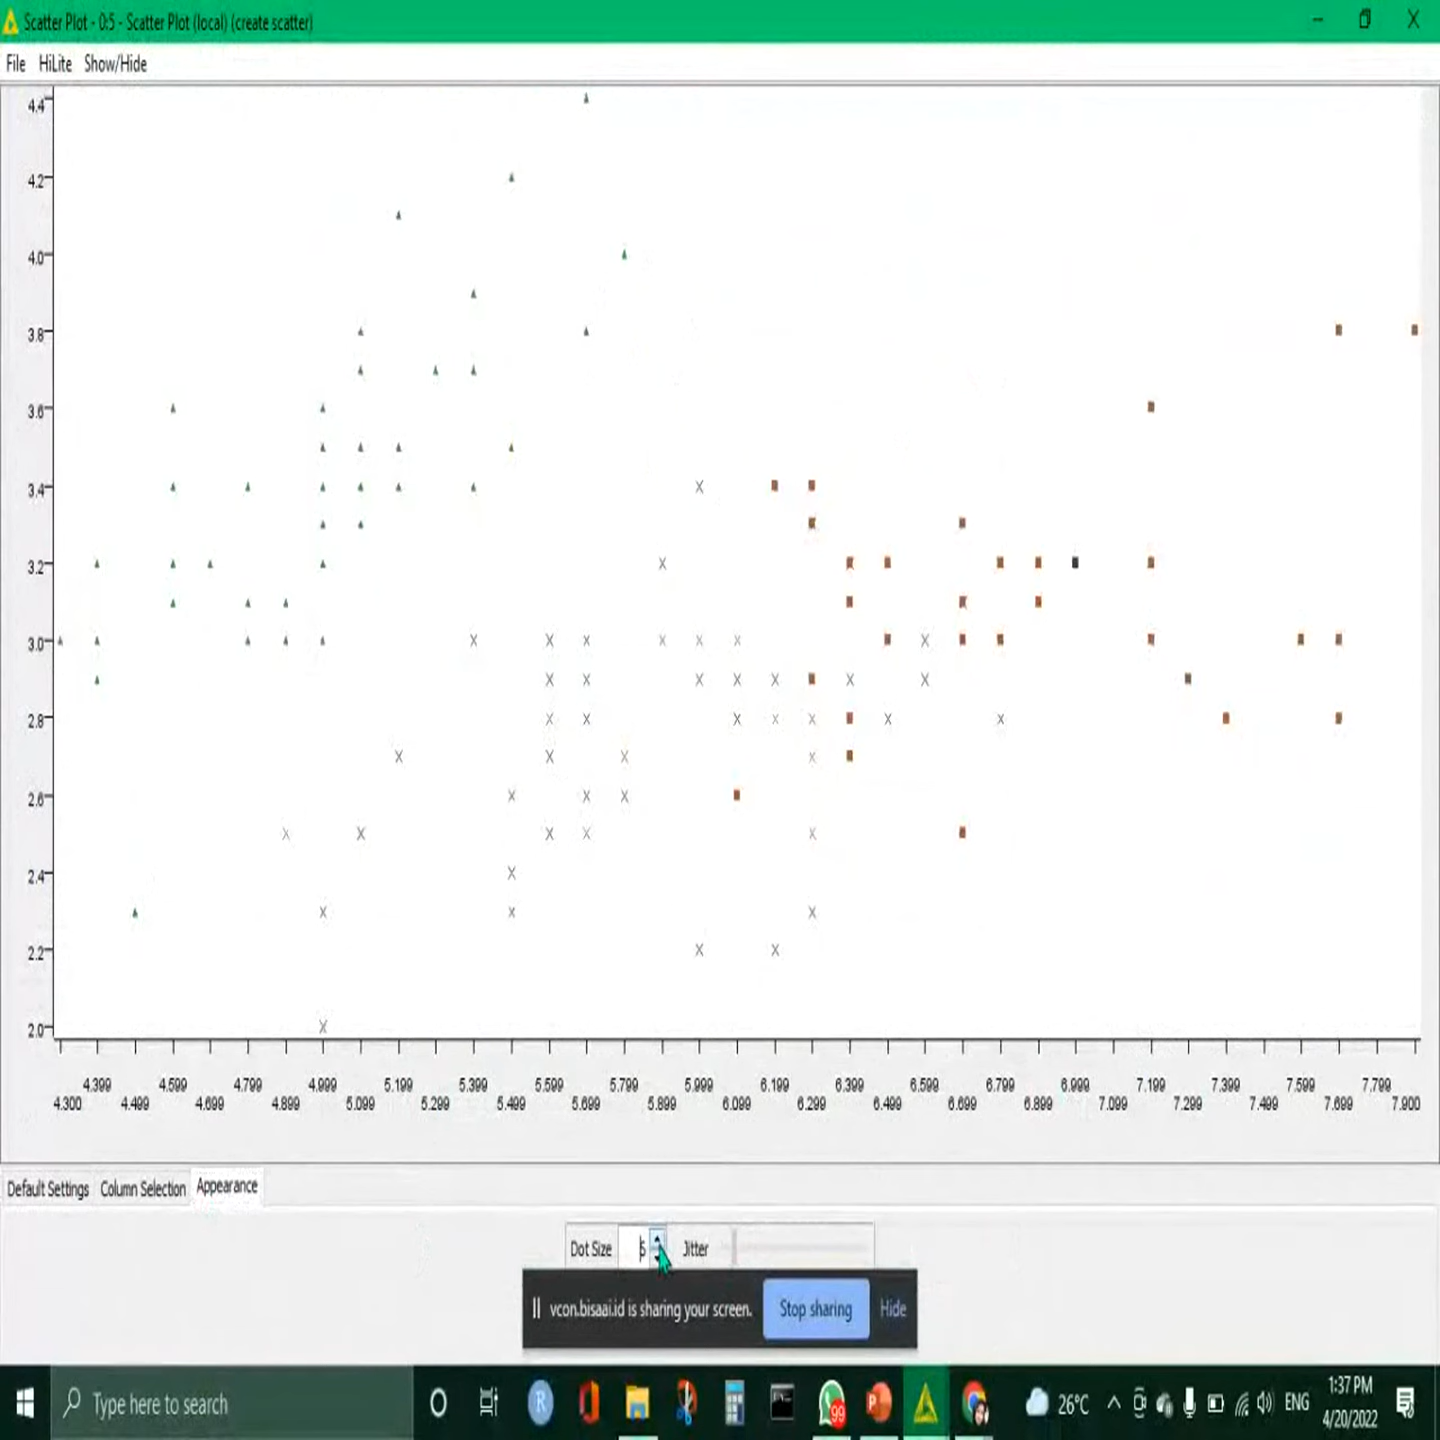 Scatter Plot - 0:5 - Scatter Plot (local) (create scatter)
File HiLite Show/Hide
4.4
4.2
4.0
3.8
3.6
3.4
3.2
3.0
2.8
2.6
2.4
2.2
2.0
4.399 4.599 4.799 4.999 5.199 5.399 5.599 5.799 5.999 6.199 6.399 6.599 6.799 6.999 7.199 7.399 7.599 7.799
4.300 4.499 4.699 4.899 5.099 5.299 5.499 5.699 5.899 6.099 6.299 6.499 6.699 6.899 7.099 7.299 7.499 7.699 7.900
Default Settings Column Selection Appearance
Dot Size 5 Jitter
vcon.bisaai.id is sharing your screen. Stop sharing Hide
Type here to search
R
99
P
26°C
ENG
1:37 PM
4/20/2022